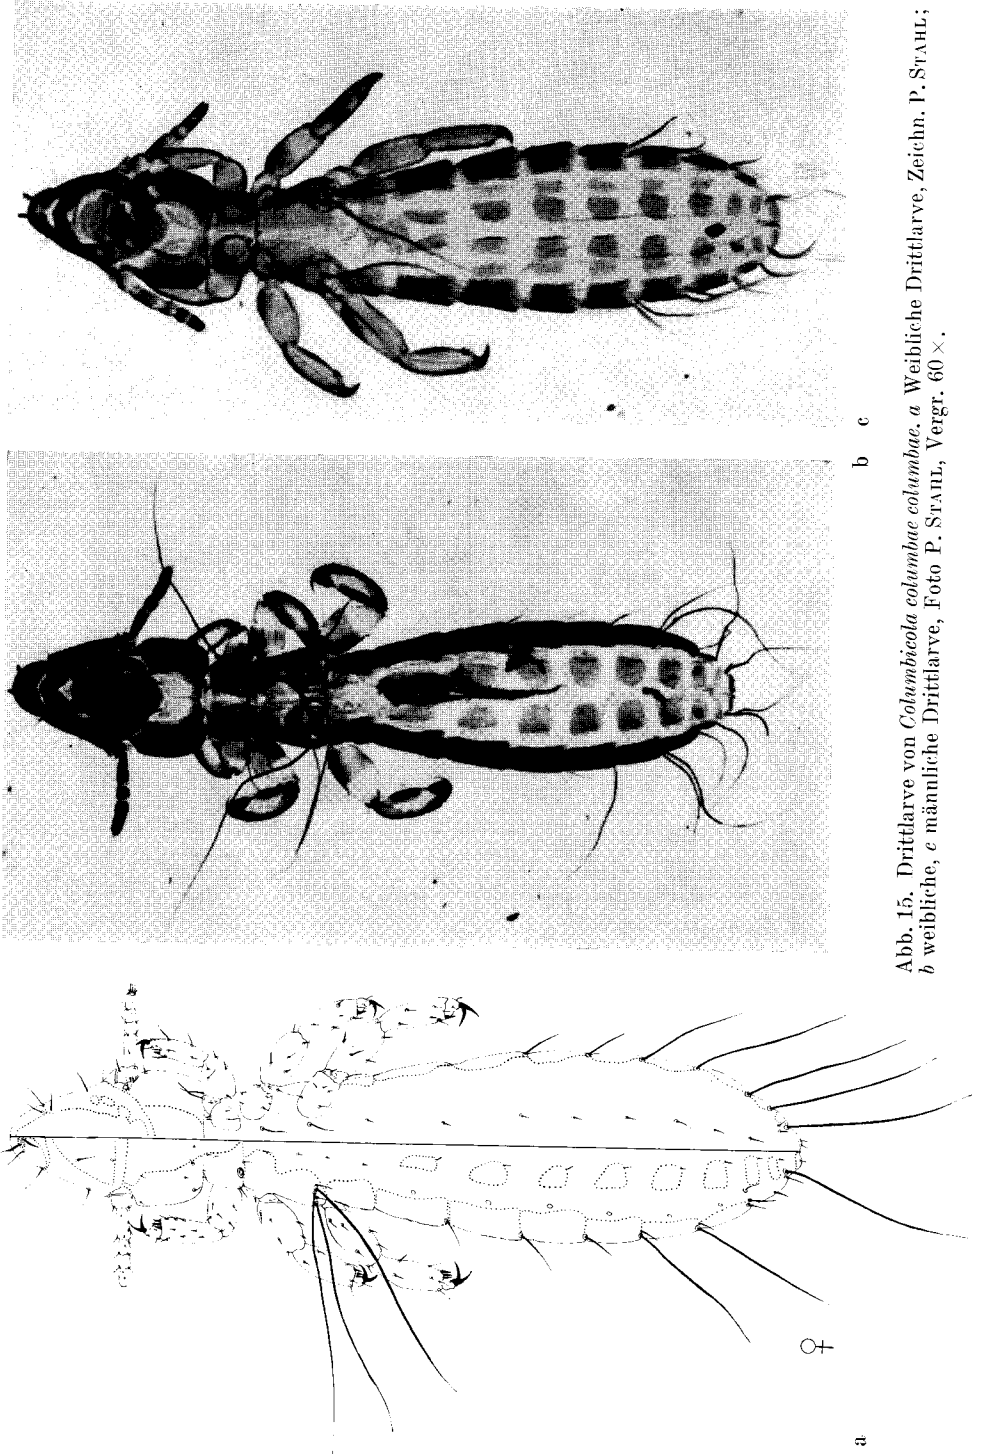 a
b
c
♀
Abb. 15. Drittlarve von Columbicola columbae columbae. a Weibliche Drittlarve, Zeichn. P. STAHL;
b weibliche, c männliche Drittlarve, Foto P. STAHL, Vergr. 60 ×.